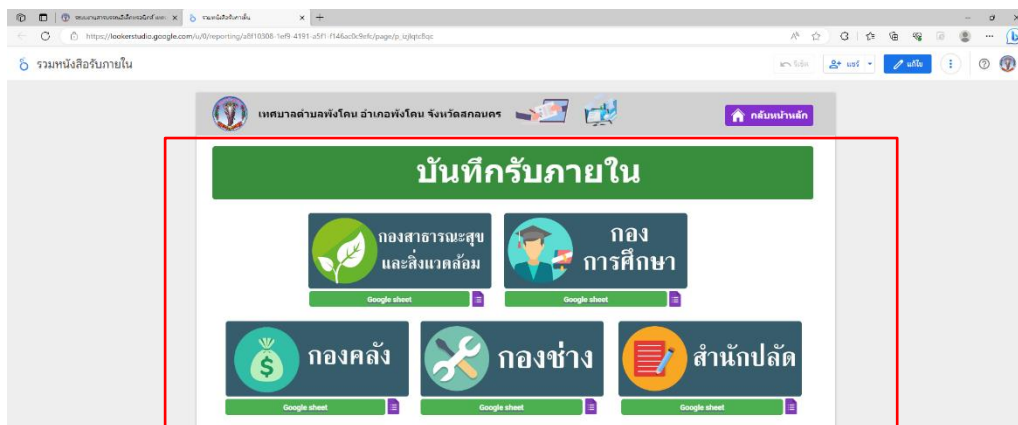 รวมหนังสือรับภายใน
https://lookerstudio.google.com/u/0/reporting/
รวมหนังสือรับภายใน
แชร์
แก้ไข
เทศบาลตำบลพังโคน อำเภอพังโคน จังหวัดสกลนคร
กลับหน้าหลัก
บันทึกรับภายใน
กองสาธารณะสุข
และสิ่งแวดล้อม
กอง
การศึกษา
Google sheet
Google sheet
กองคลัง
กองช่าง
สำนักปลัด
Google sheet
Google sheet
Google sheet